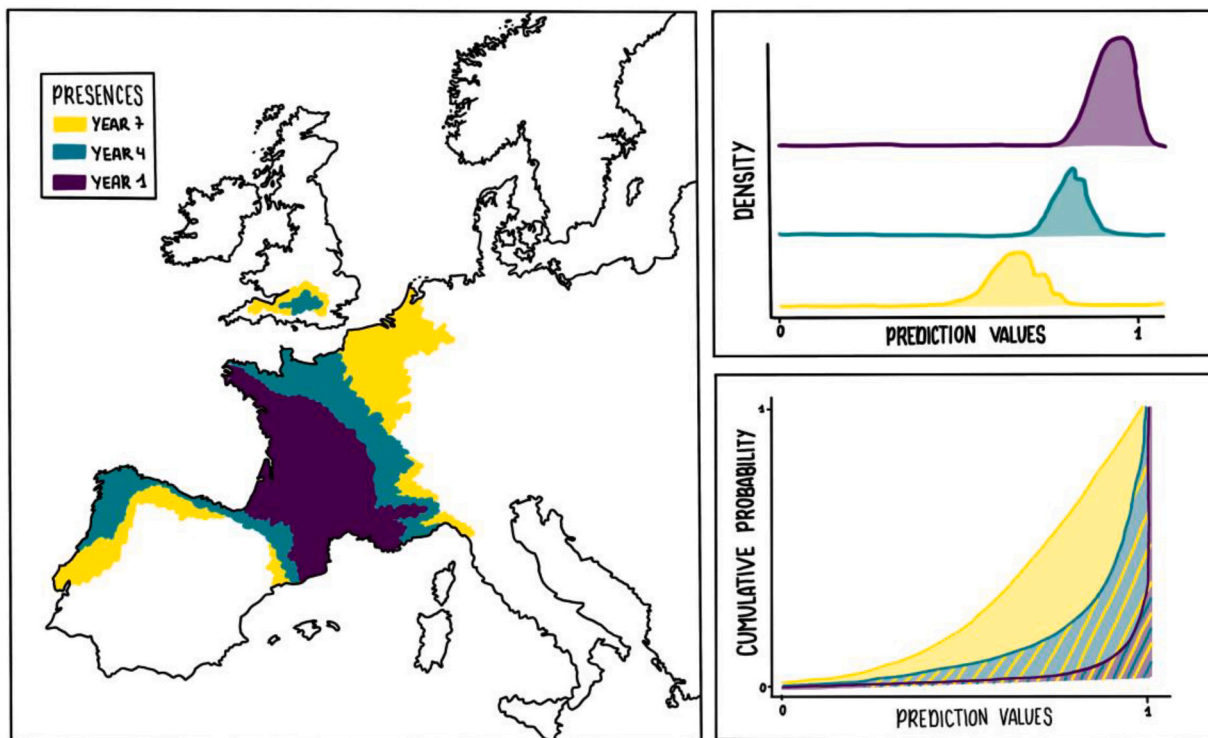 PRESENCES
YEAR 7
YEAR 4
YEAR 1
DENSITY
0
1
PREDICTION VALUES
CUMULATIVE PROBABILITY
1
0
0
1
PREDICTION VALUES